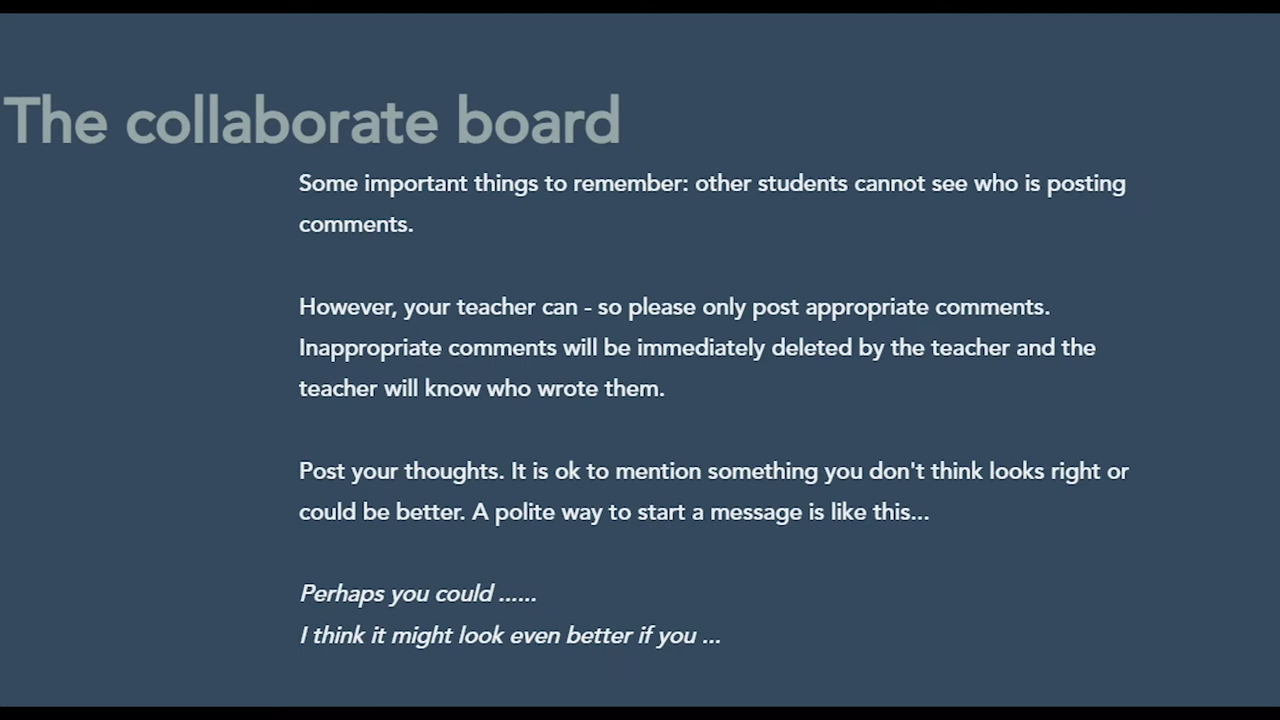 The collaborate board
Some important things to remember: other students cannot see who is posting
comments.
However, your teacher can - so please only post appropriate comments.
Inappropriate comments will be immediately deleted by the teacher and the
teacher will know who wrote them.
Post your thoughts. It is ok to mention something you don't think looks right or
could be better. A polite way to start a message is like this...
Perhaps you could ......
I think it might look even better if you ...